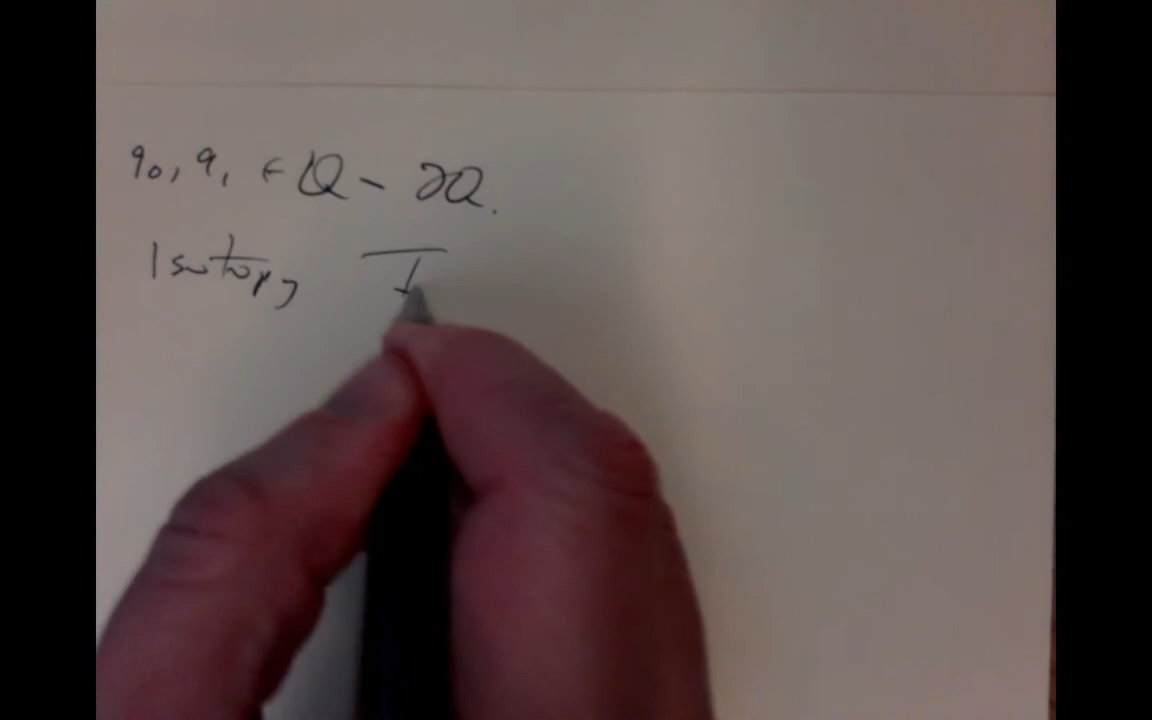 q₀, q₁ ∈ Q - ∂Q.
Isotopy I